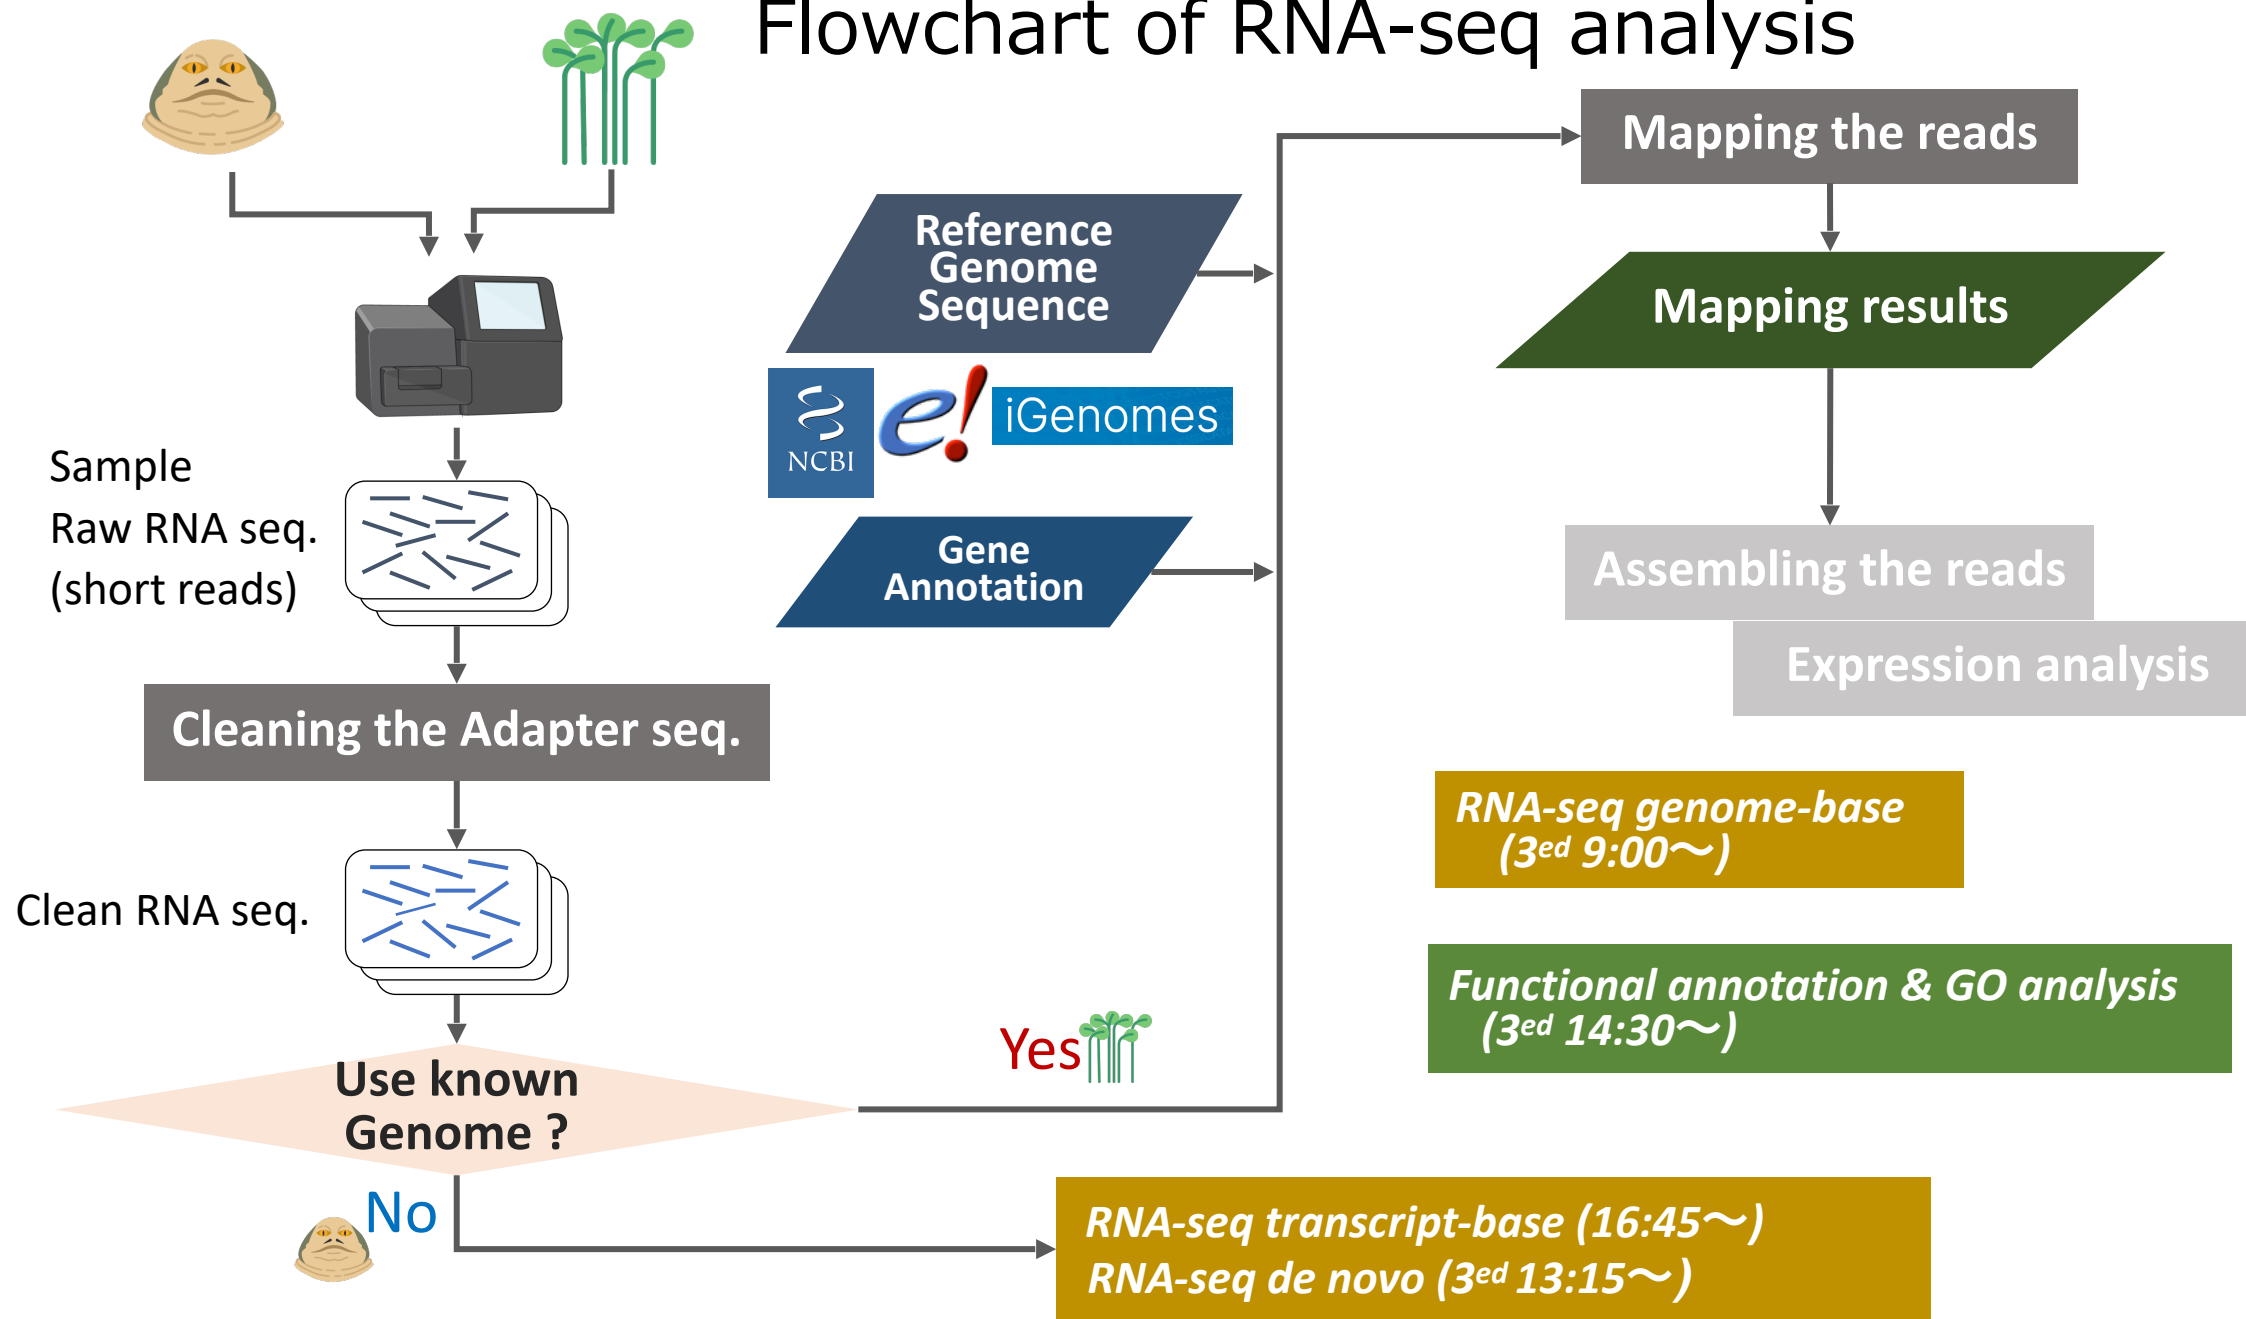 Flowchart of RNA-seq analysis
Sample
Raw RNA seq.
(short reads)
Cleaning the Adapter seq.
Clean RNA seq.
Use known
Genome ?
Yes
No
Reference
Genome
Sequence
NCBI
e!
iGenomes
Gene
Annotation
Mapping the reads
Mapping results
Assembling the reads
Expression analysis
RNA-seq genome-base
(3ed 9:00～)
Functional annotation & GO analysis
(3ed 14:30～)
RNA-seq transcript-base (16:45～)
RNA-seq de novo (3ed 13:15～)